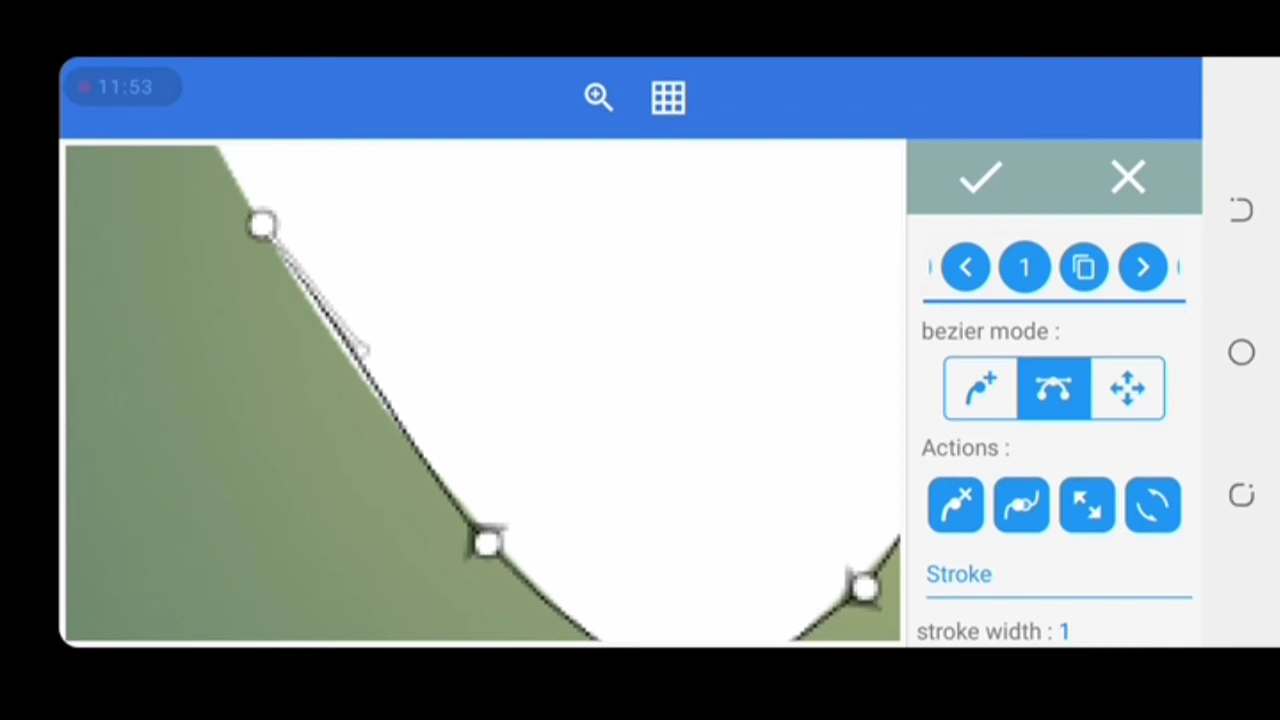 11:53
1
bezier mode :
Actions :
Stroke
stroke width : 1